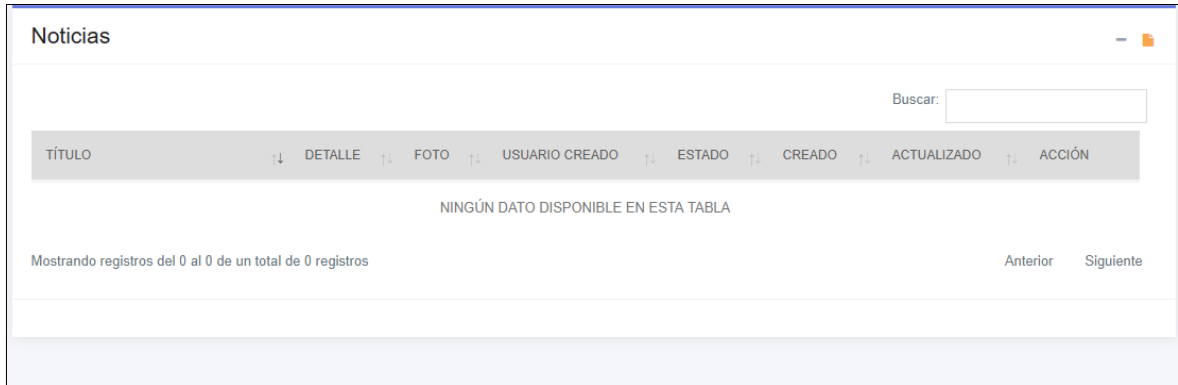 Noticias
Buscar:
TÍTULO DETALLE FOTO USUARIO CREADO ESTADO CREADO ACTUALIZADO ACCIÓN
NINGÚN DATO DISPONIBLE EN ESTA TABLA
Mostrando registros del 0 al 0 de un total de 0 registros Anterior Siguiente